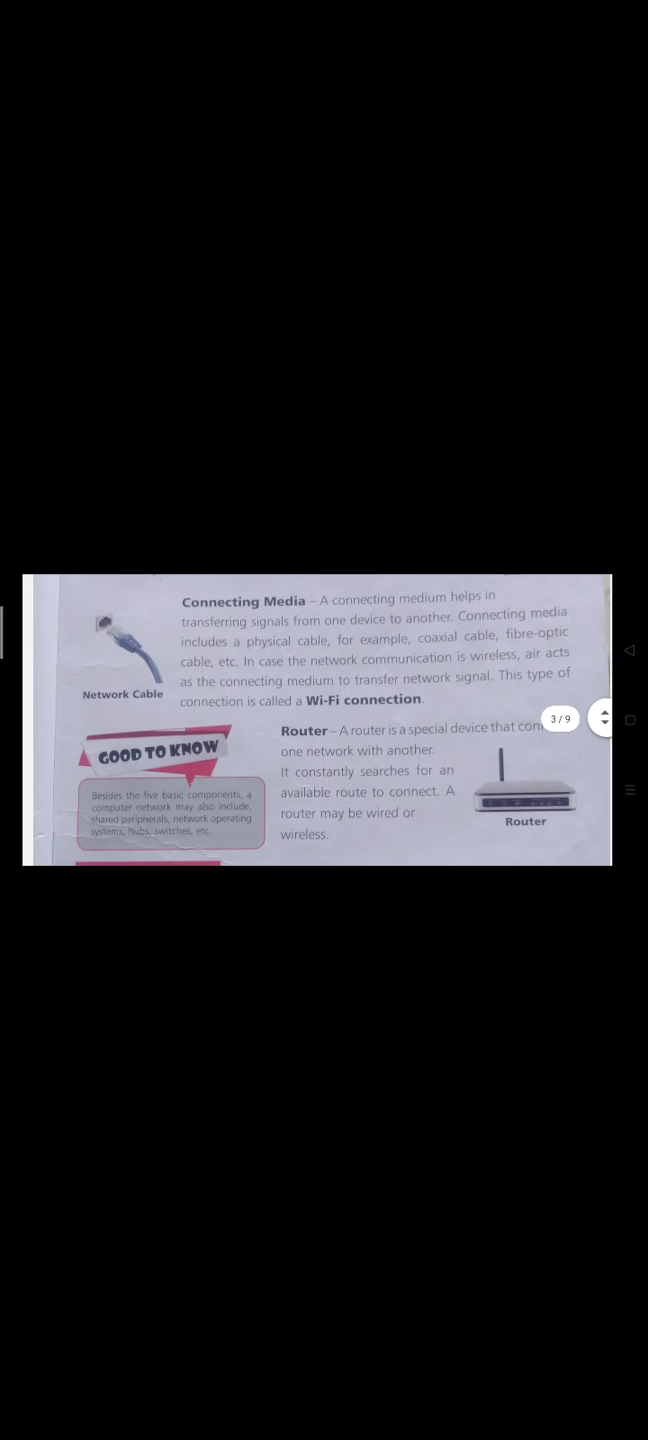 Connecting Media – A connecting medium helps in
transferring signals from one device to another. Connecting media
includes a physical cable, for example, coaxial cable, fibre-optic
cable, etc. In case the network communication is wireless, air acts
as the connecting medium to transfer network signal. This type of
connection is called a Wi-Fi connection.
Network Cable
Router – A router is a special device that
one network with another.
It constantly searches for an
available route to connect. A
router may be wired or
wireless.
3 / 9
Router
GOOD TO KNOW
Besides the five basic components, a
computer network may also include,
shared peripherals, network operating
systems, hubs, switches, etc.